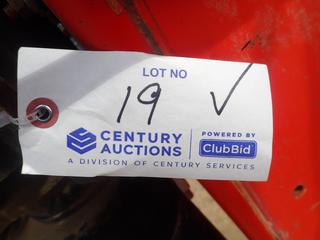 LOT NO
19 ✓
CENTURY AUCTIONS
POWERED BY
ClubBid
A DIVISION OF CENTURY SERVICES